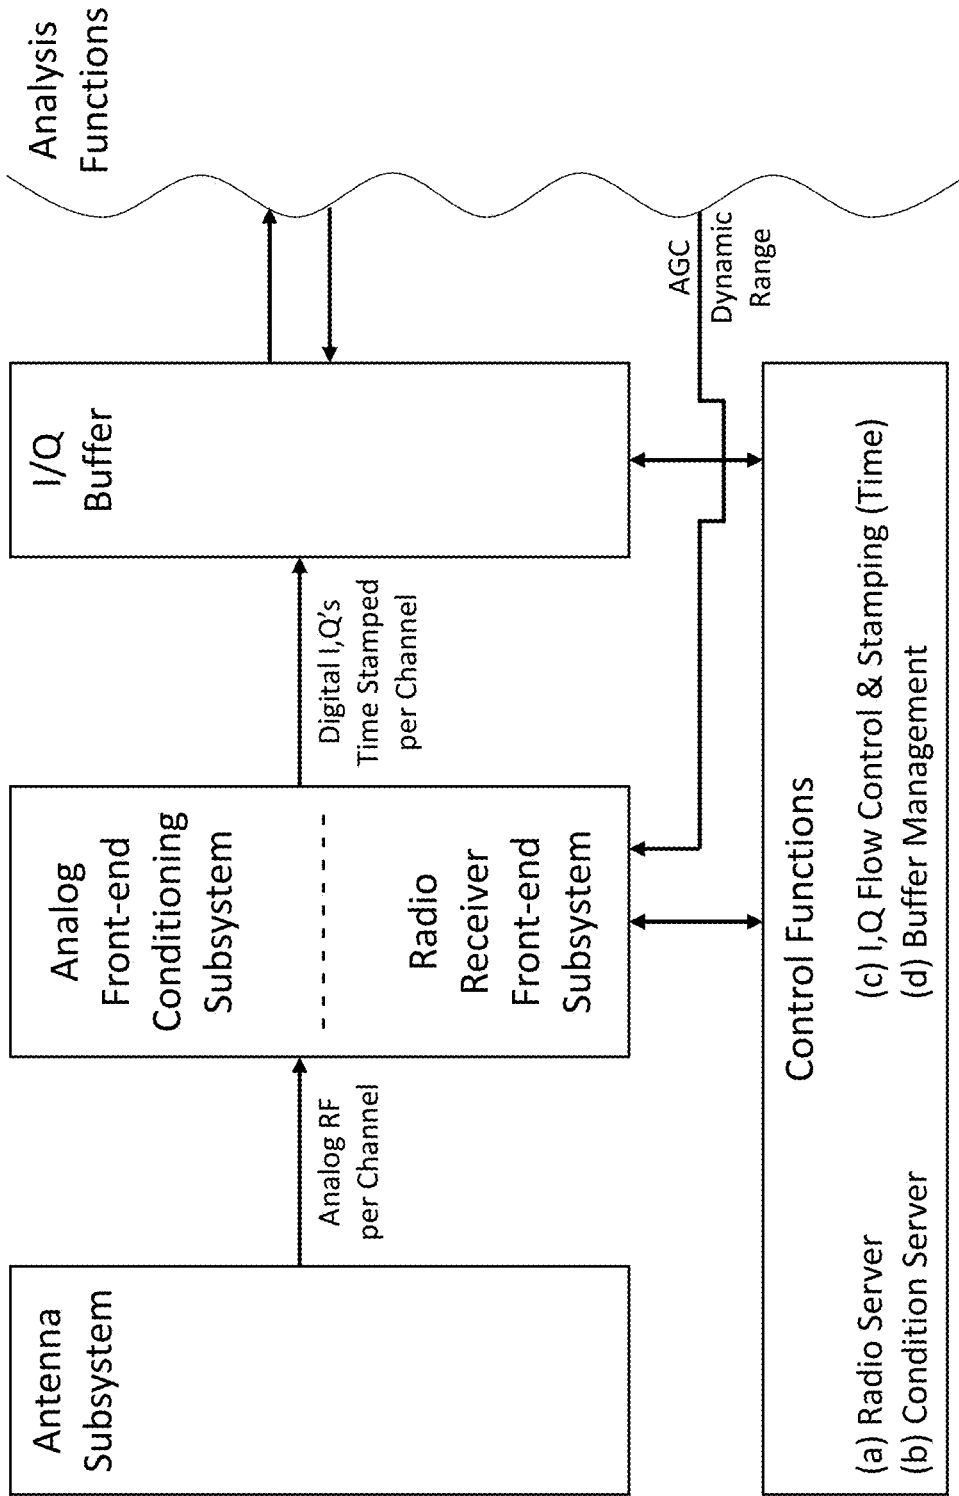 Antenna
Subsystem
Analog RF
per Channel
Analog
Front-end
Conditioning
Subsystem
Radio
Receiver
Front-end
Subsystem
Digital I,Q's
Time Stamped
per Channel
I/Q
Buffer
Analysis
Functions
AGC
Dynamic
Range
Control Functions
(a) Radio Server
(b) Condition Server
(c) I,Q Flow Control & Stamping (Time)
(d) Buffer Management